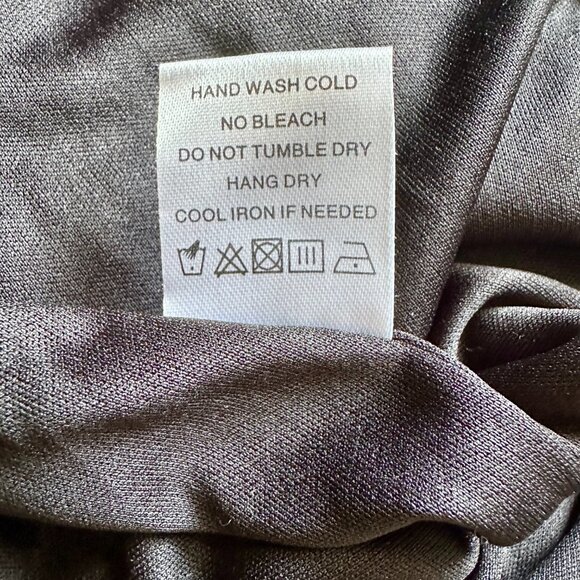 HAND WASH COLD
NO BLEACH
DO NOT TUMBLE DRY
HANG DRY
COOL IRON IF NEEDED